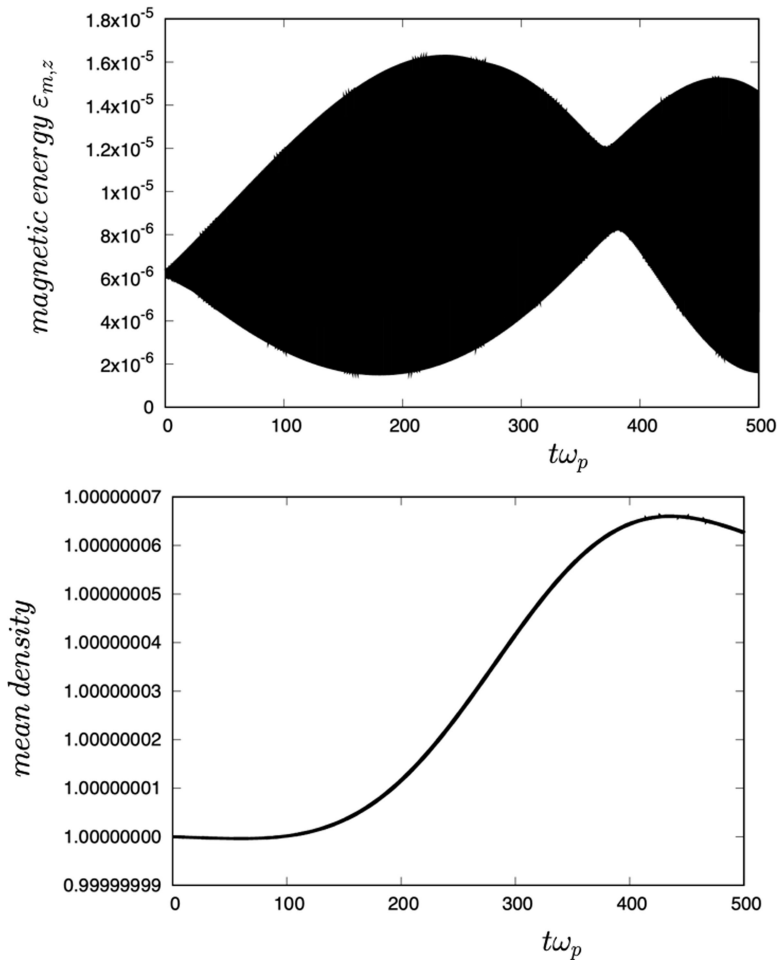 magnetic energy ε_{m,z}
1.8x10^{-5}
1.6x10^{-5}
1.4x10^{-5}
1.2x10^{-5}
1x10^{-5}
8x10^{-6}
6x10^{-6}
4x10^{-6}
2x10^{-6}
0
0 100 200 300 400 500
tω_p
mean density
1.00000007
1.00000006
1.00000005
1.00000004
1.00000003
1.00000002
1.00000001
1.00000000
0.99999999
0 100 200 300 400 500
tω_p